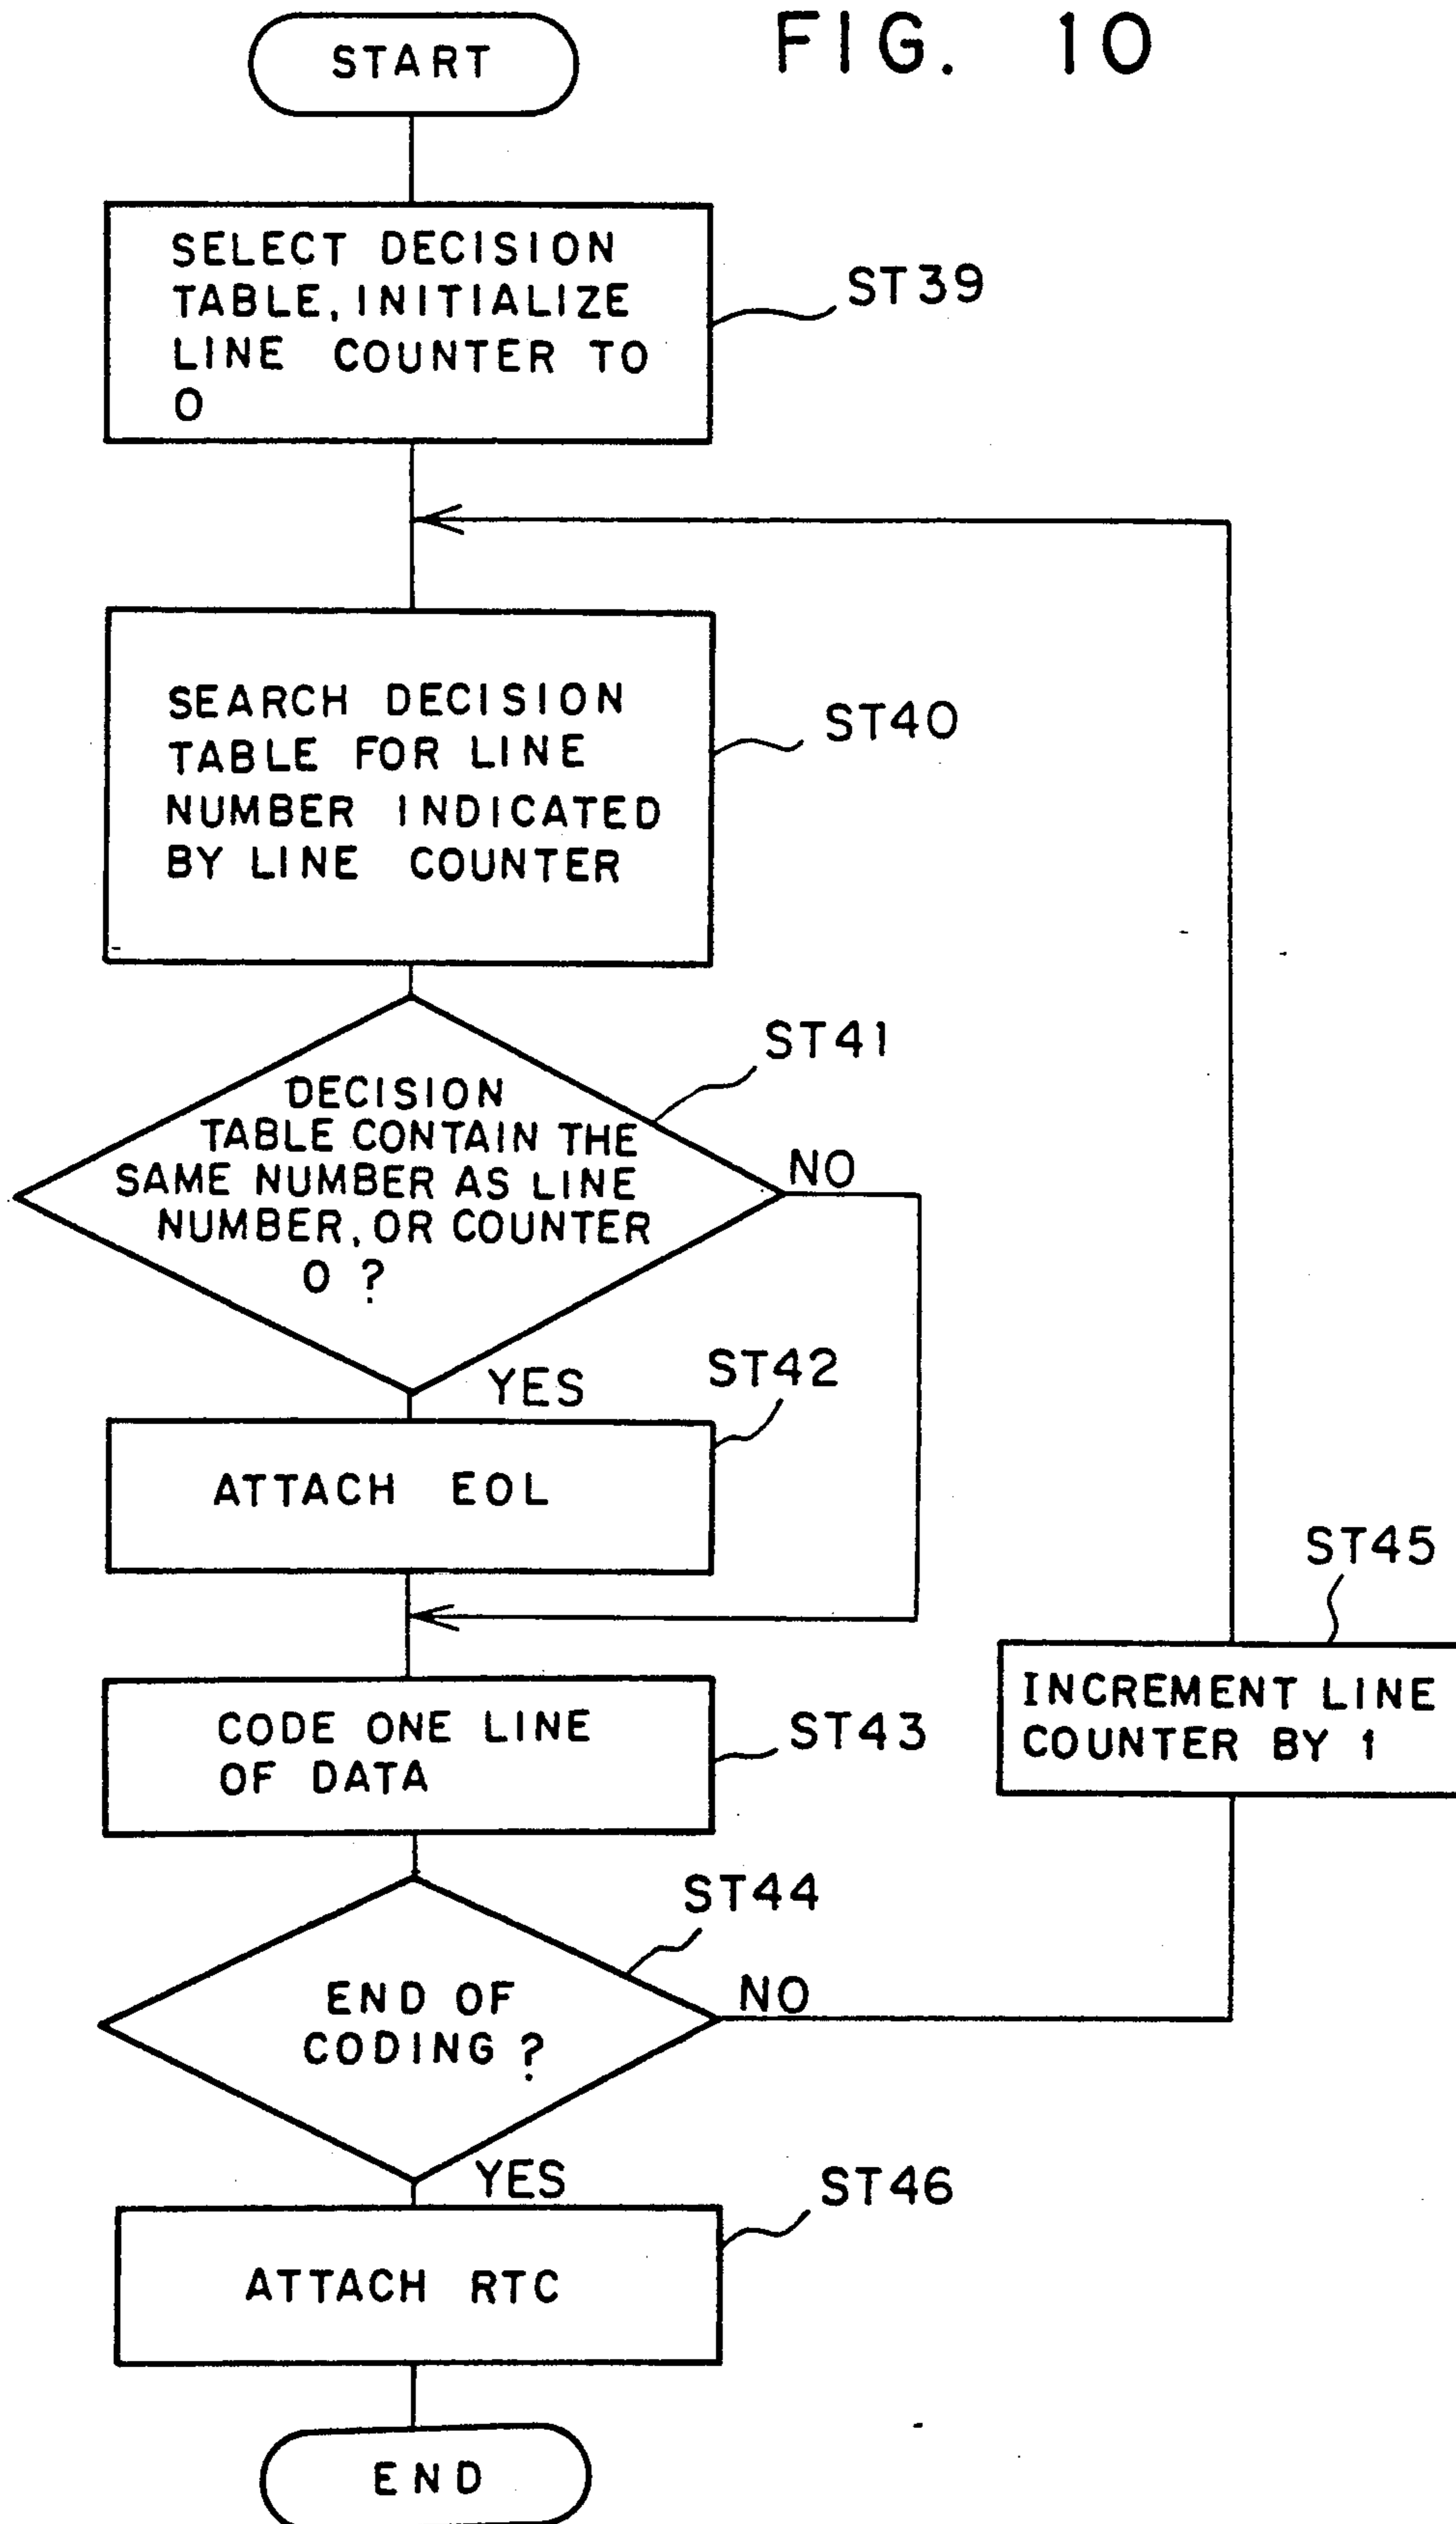 FIG. 10
START
SELECT DECISION
TABLE, INITIALIZE
LINE COUNTER TO
0
ST39
SEARCH DECISION
TABLE FOR LINE
NUMBER INDICATED
BY LINE COUNTER
ST40
DECISION
TABLE CONTAIN THE
SAME NUMBER AS LINE
NUMBER, OR COUNTER
0 ?
ST41
NO
YES
ST42
ATTACH EOL
CODE ONE LINE
OF DATA
ST43
ST45
INCREMENT LINE
COUNTER BY 1
END OF
CODING ?
ST44
NO
YES
ST46
ATTACH RTC
END